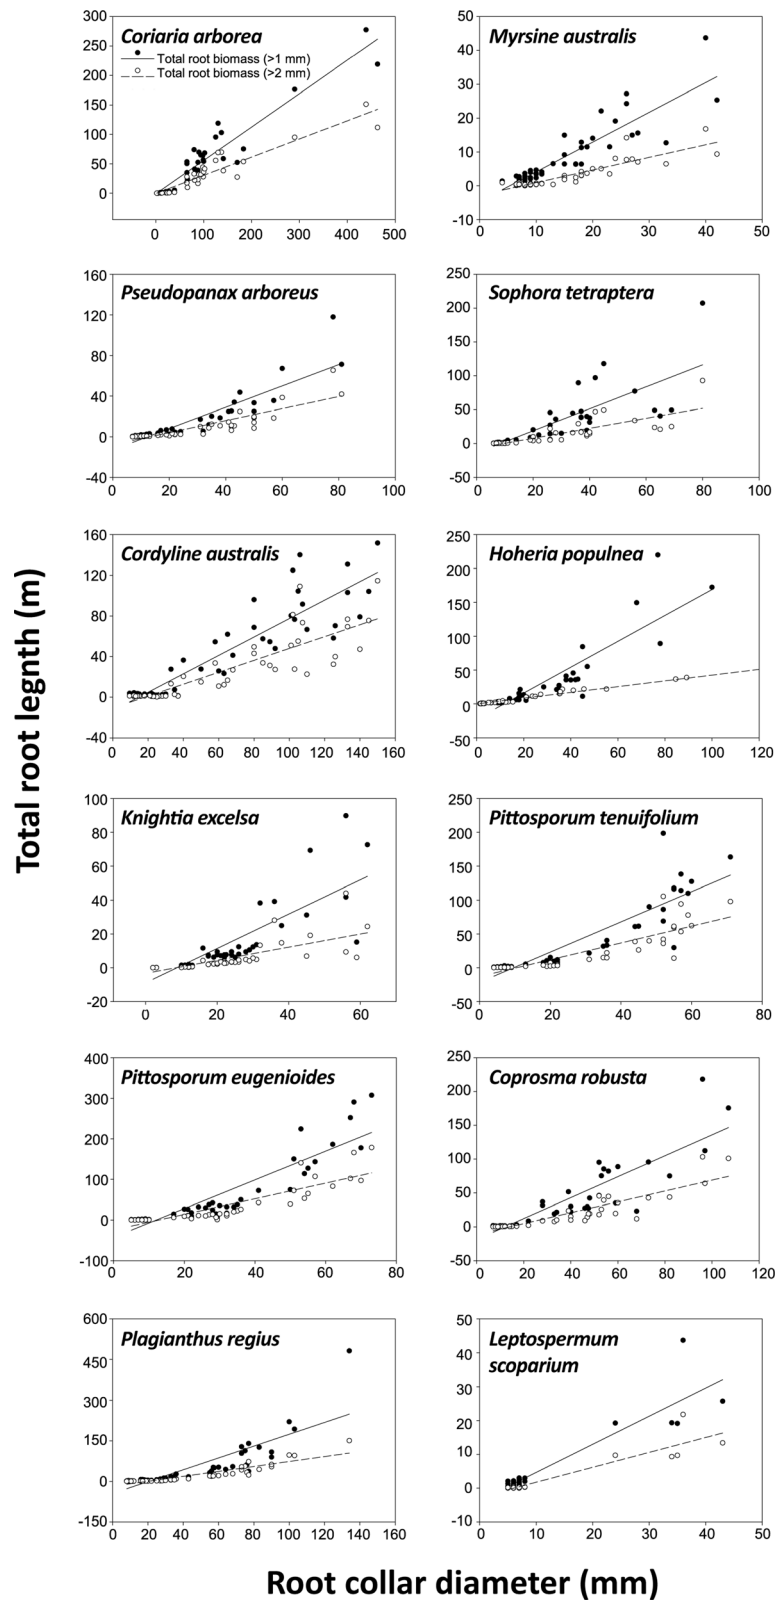 Total root legnth (m)
Coriaria arborea
Total root biomass (>1 mm)
Total root biomass (>2 mm)
300
250
200
150
100
50
0
0 100 200 300 400 500
Myrsine australis
50
40
30
20
10
0
-10
0 10 20 30 40 50
Pseudopanax arboreus
160
120
80
40
0
-40
0 20 40 60 80 100
Sophora tetraptera
250
200
150
100
50
0
-50
0 20 40 60 80 100
Cordyline australis
160
120
80
40
0
-40
0 20 40 60 80 100 120 140 160
Hoheria populnea
250
200
150
100
50
0
-50
0 20 40 60 80 100 120
Knightia excelsa
100
80
60
40
20
0
-20
0 20 40 60
Pittosporum tenuifolium
250
200
150
100
50
0
-50
0 20 40 60 80
Pittosporum eugenioides
400
300
200
100
0
-100
0 20 40 60 80
Coprosma robusta
250
200
150
100
50
0
-50
0 20 40 60 80 100 120
Plagianthus regius
600
450
300
150
0
-150
0 20 40 60 80 100 120 140 160
Leptospermum
scoparium
50
40
30
20
10
0
-10
0 10 20 30 40 50
Root collar diameter (mm)